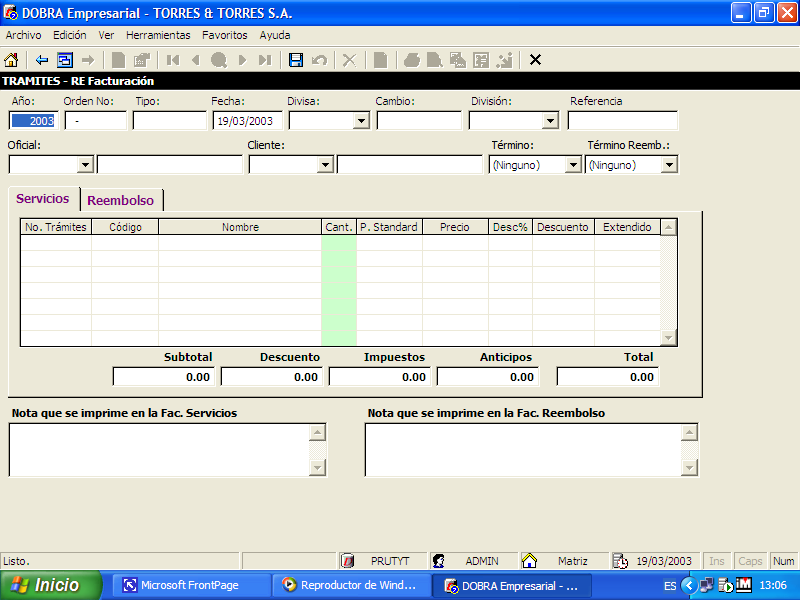 DOBRA Empresarial - TORRES & TORRES S.A.
Archivo Edición Ver Herramientas Favoritos Ayuda
TRAMITES - RE Facturación
Año: Orden No: Tipo: Fecha: Divisa: Cambio: División: Referencia
2003 - 19/03/2003
Oficial: Cliente: Término: Término Reemb.:
(Ninguno) (Ninguno)
Servicios Reembolso
No. Trámites Código Nombre Cant. P. Standard Precio Desc% Descuento Extendido
Subtotal Descuento Impuestos Anticipos Total
0.00 0.00 0.00 0.00 0.00
Nota que se imprime en la Fac. Servicios Nota que se imprime en la Fac. Reembolso
Listo. PRUTYT ADMIN Matriz 19/03/2003 Ins Caps Num
Inicio Microsoft FrontPage Reproductor de Wind... DOBRA Empresarial - ... ES 13:06